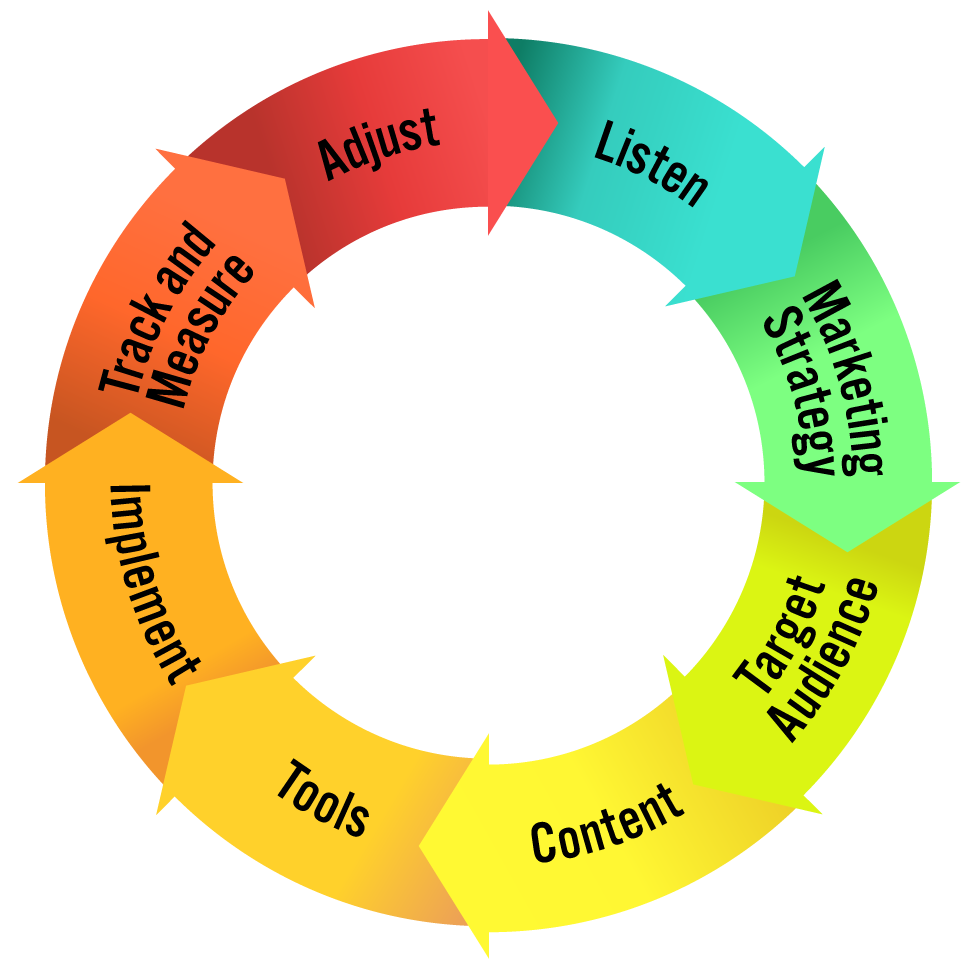 Listen
Marketing
Strategy
Target
Audience
Content
Tools
Implement
Track and
Measure
Adjust